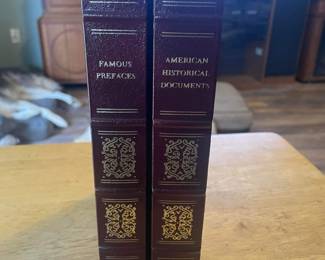 FAMOUS
PREFACES
AMERICAN
HISTORICAL
DOCUMENTS